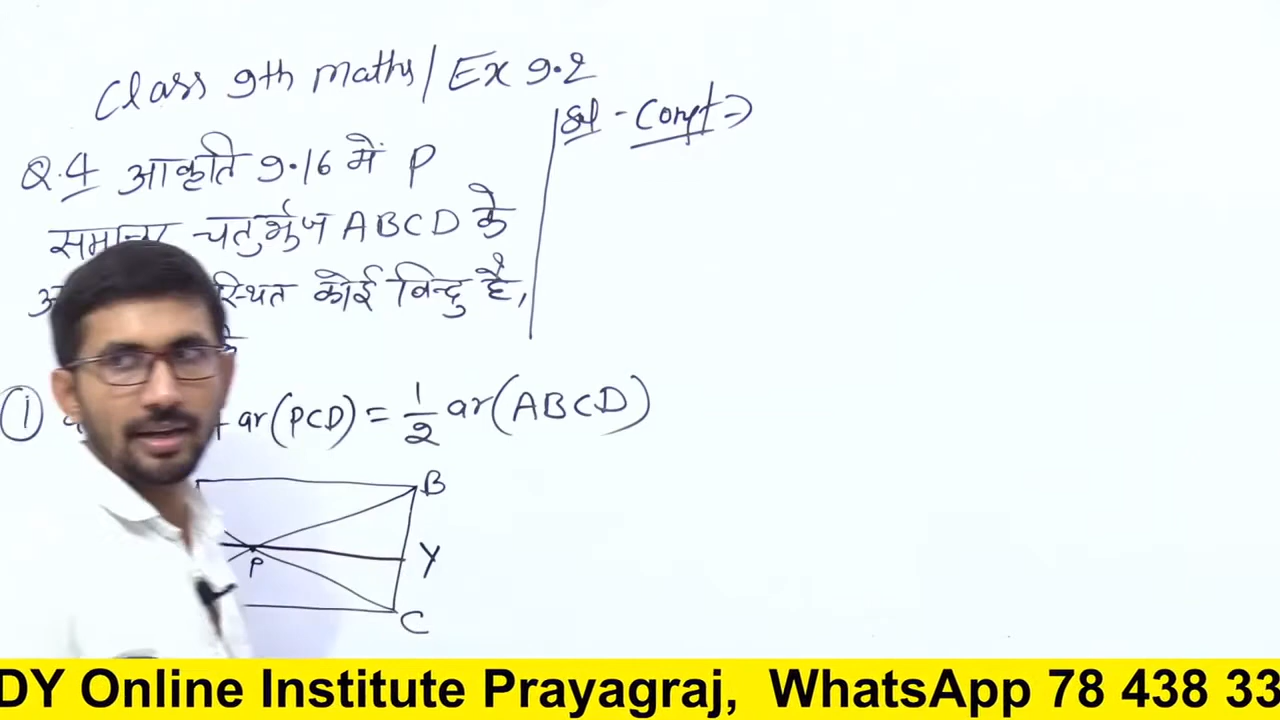 Class 9th maths / Ex 9.2
Q.4 आकृति 9.16 में P
चतुर्भुज ABCD के
स्थित कोई बिन्दु है,
① ar(PCD) = 1/2 ar(ABCD)
B
P
Y
C
Sol - Const ⇒
DY Online Institute Prayagraj, WhatsApp 78 438 33